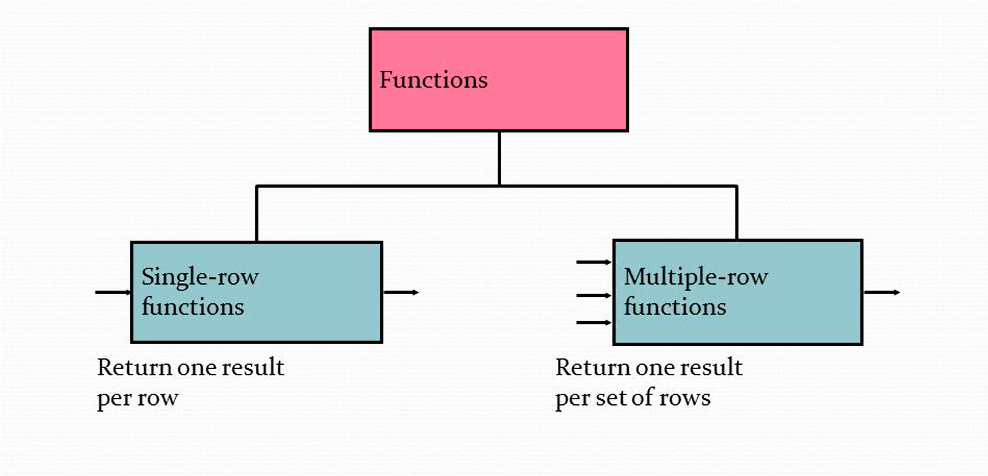 Functions
Single-row
functions
Return one result
per row
Multiple-row
functions
Return one result
per set of rows